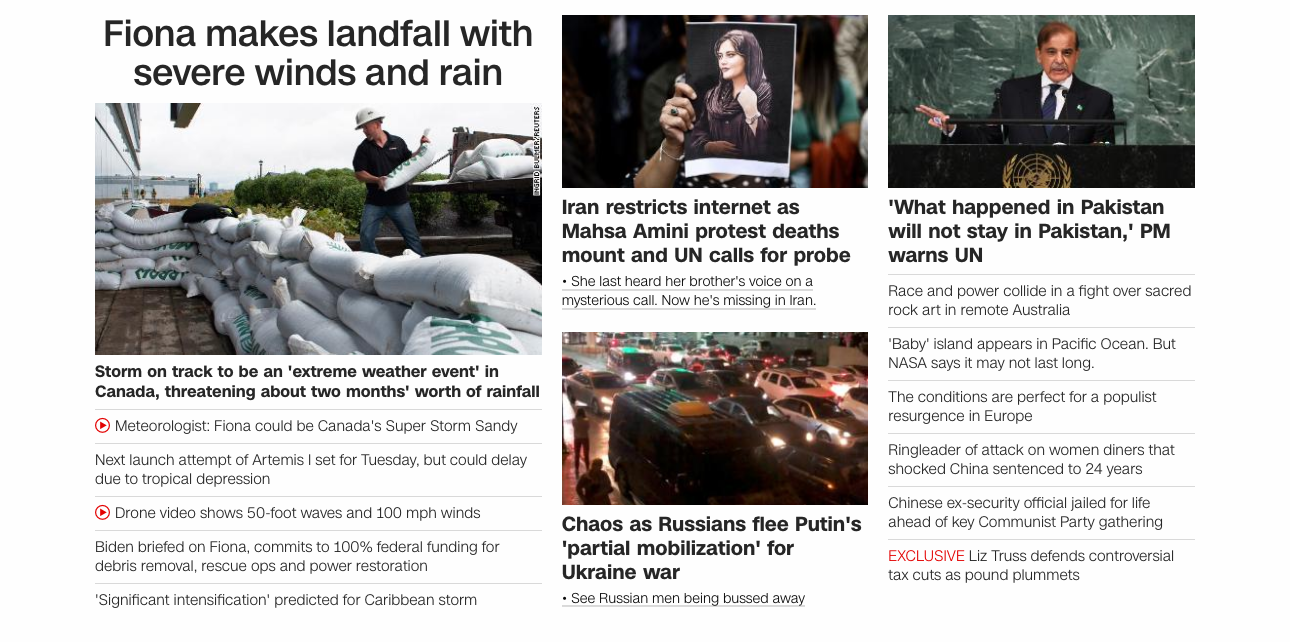 Fiona makes landfall with
severe winds and rain
INGRID BULMER/REUTERS
Storm on track to be an 'extreme weather event' in
Canada, threatening about two months' worth of rainfall
Meteorologist: Fiona could be Canada's Super Storm Sandy
Next launch attempt of Artemis I set for Tuesday, but could delay
due to tropical depression
Drone video shows 50-foot waves and 100 mph winds
Biden briefed on Fiona, commits to 100% federal funding for
debris removal, rescue ops and power restoration
'Significant intensification' predicted for Caribbean storm
Iran restricts internet as
Mahsa Amini protest deaths
mount and UN calls for probe
• She last heard her brother's voice on a
mysterious call. Now he's missing in Iran.
Chaos as Russians flee Putin's
'partial mobilization' for
Ukraine war
• See Russian men being bussed away
'What happened in Pakistan
will not stay in Pakistan,' PM
warns UN
Race and power collide in a fight over sacred
rock art in remote Australia
'Baby' island appears in Pacific Ocean. But
NASA says it may not last long.
The conditions are perfect for a populist
resurgence in Europe
Ringleader of attack on women diners that
shocked China sentenced to 24 years
Chinese ex-security official jailed for life
ahead of key Communist Party gathering
EXCLUSIVE Liz Truss defends controversial
tax cuts as pound plummets